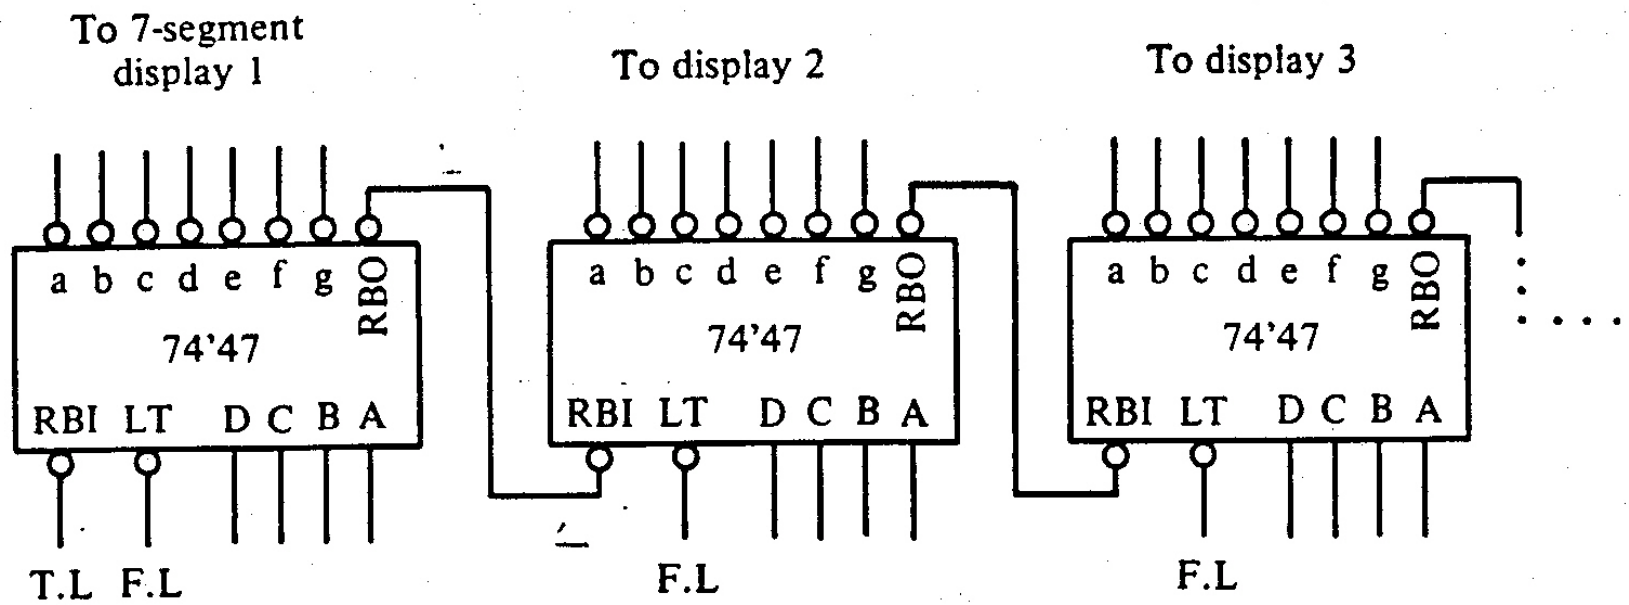 To 7-segment
display 1
To display 2
To display 3
a b c d e f g RBO
74'47
RBI LT D C B A
T.L F.L
a b c d e f g RBO
74'47
RBI LT D C B A
F.L
a b c d e f g RBO
74'47
RBI LT D C B A
F.L